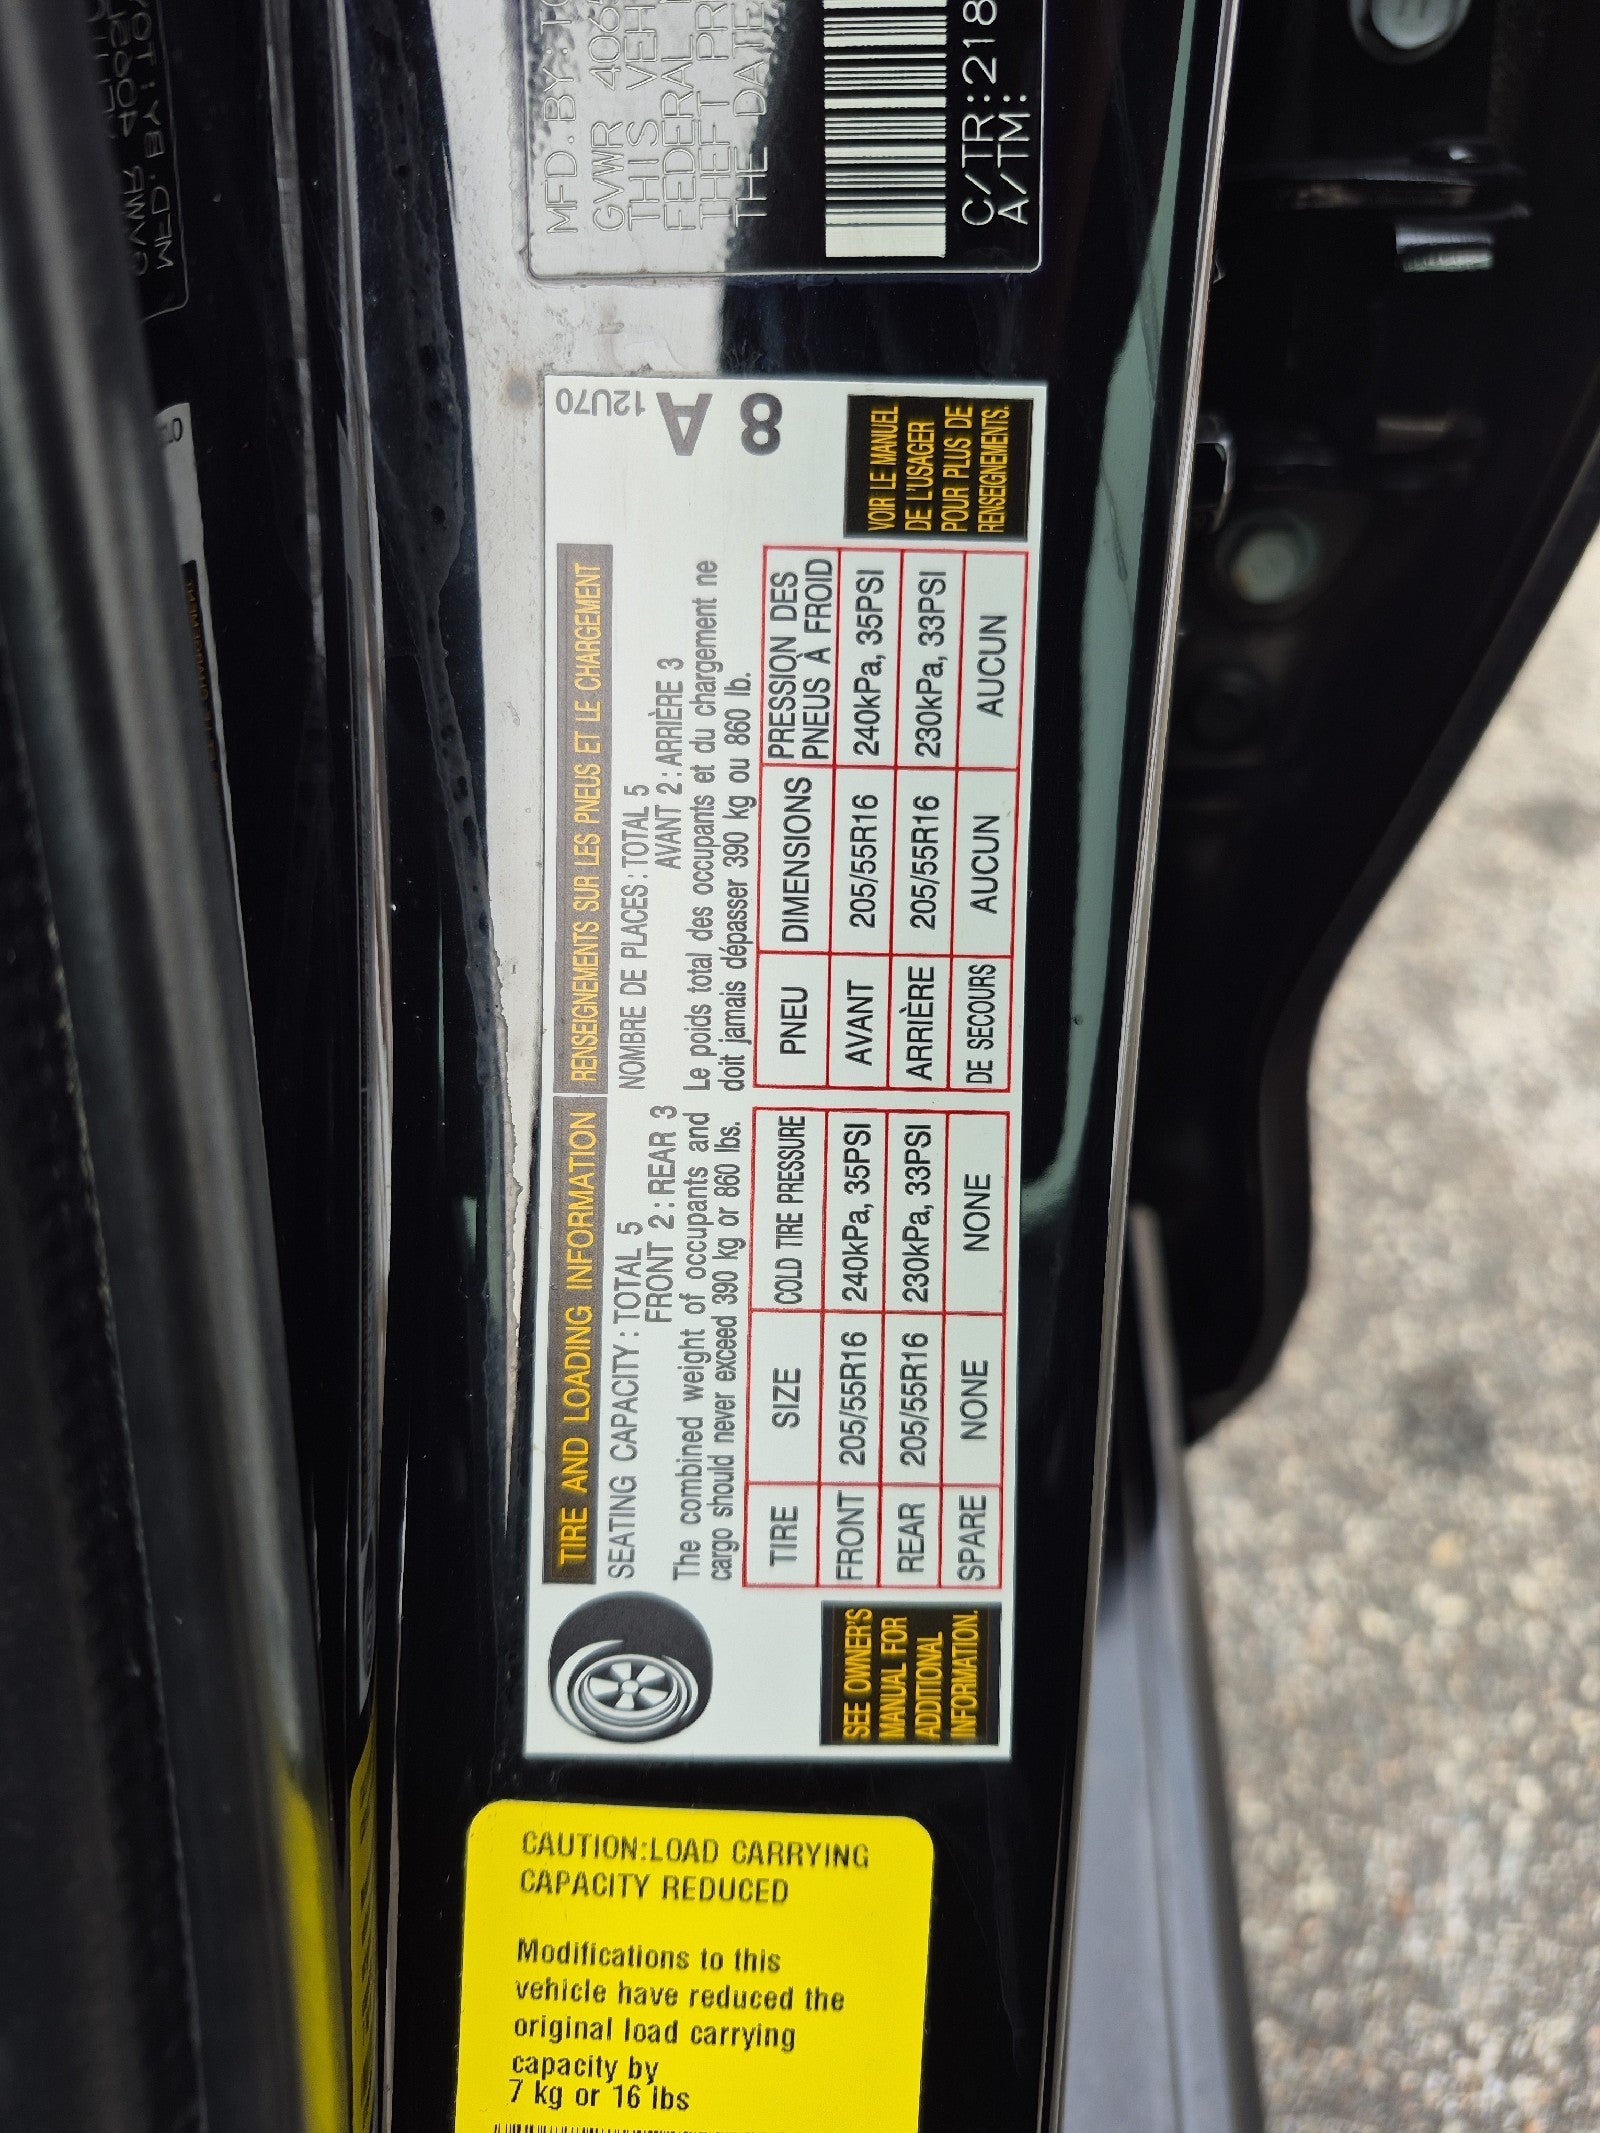 MFD.BY:TO
GVWR 406
THIS VEH
FEDERAL
THEFT PR
THE DATE
C/TR:218
A/TM:
TIRE AND LOADING INFORMATION
SEATING CAPACITY : TOTAL 5
FRONT 2 : REAR 3
The combined weight of occupants and
cargo should never exceed 390 kg or 860 lbs.
TIRE SIZE COLD TIRE PRESSURE
FRONT 205/55R16 240kPa, 35PSI
REAR 205/55R16 230kPa, 33PSI
SPARE NONE NONE
SEE OWNER'S
MANUAL FOR
ADDITIONAL
INFORMATION.
RENSEIGNEMENTS SUR LES PNEUS ET LE CHARGEMENT
NOMBRE DE PLACES : TOTAL 5
AVANT 2 : ARRIÈRE 3
Le poids total des occupants et du chargement ne
doit jamais dépasser 390 kg ou 860 lb.
PNEU DIMENSIONS PRESSION DES
PNEUS À FROID
AVANT 205/55R16 240kPa, 35PSI
ARRIÈRE 205/55R16 230kPa, 33PSI
DE SECOURS AUCUN AUCUN
VOIR LE MANUEL
DE L'USAGER
POUR PLUS DE
RENSEIGNEMENTS.
12U70
A
8
CAUTION:LOAD CARRYING
CAPACITY REDUCED
Modifications to this
vehicle have reduced the
original load carrying
capacity by
7 kg or 16 lbs